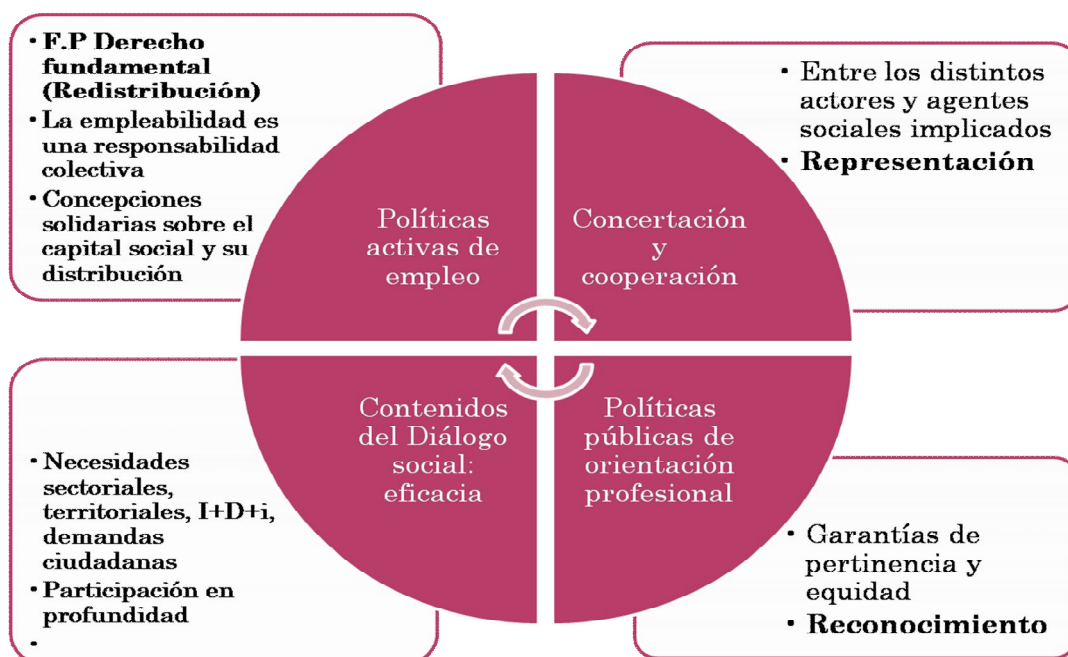 • F.P Derecho
fundamental
(Redistribución)
• La empleabilidad es
una responsabilidad
colectiva
• Concepciones
solidarias sobre el
capital social y su
distribución
Políticas
activas de
empleo
Concertación
y
cooperación
• Entre los distintos
actores y agentes
sociales implicados
• Representación
• Necesidades
sectoriales,
territoriales, I+D+i,
demandas
ciudadanas
• Participación en
profundidad
•
Contenidos
del Diálogo
social:
eficacia
Políticas
públicas de
orientación
profesional
• Garantías de
pertinencia y
equidad
• Reconocimiento